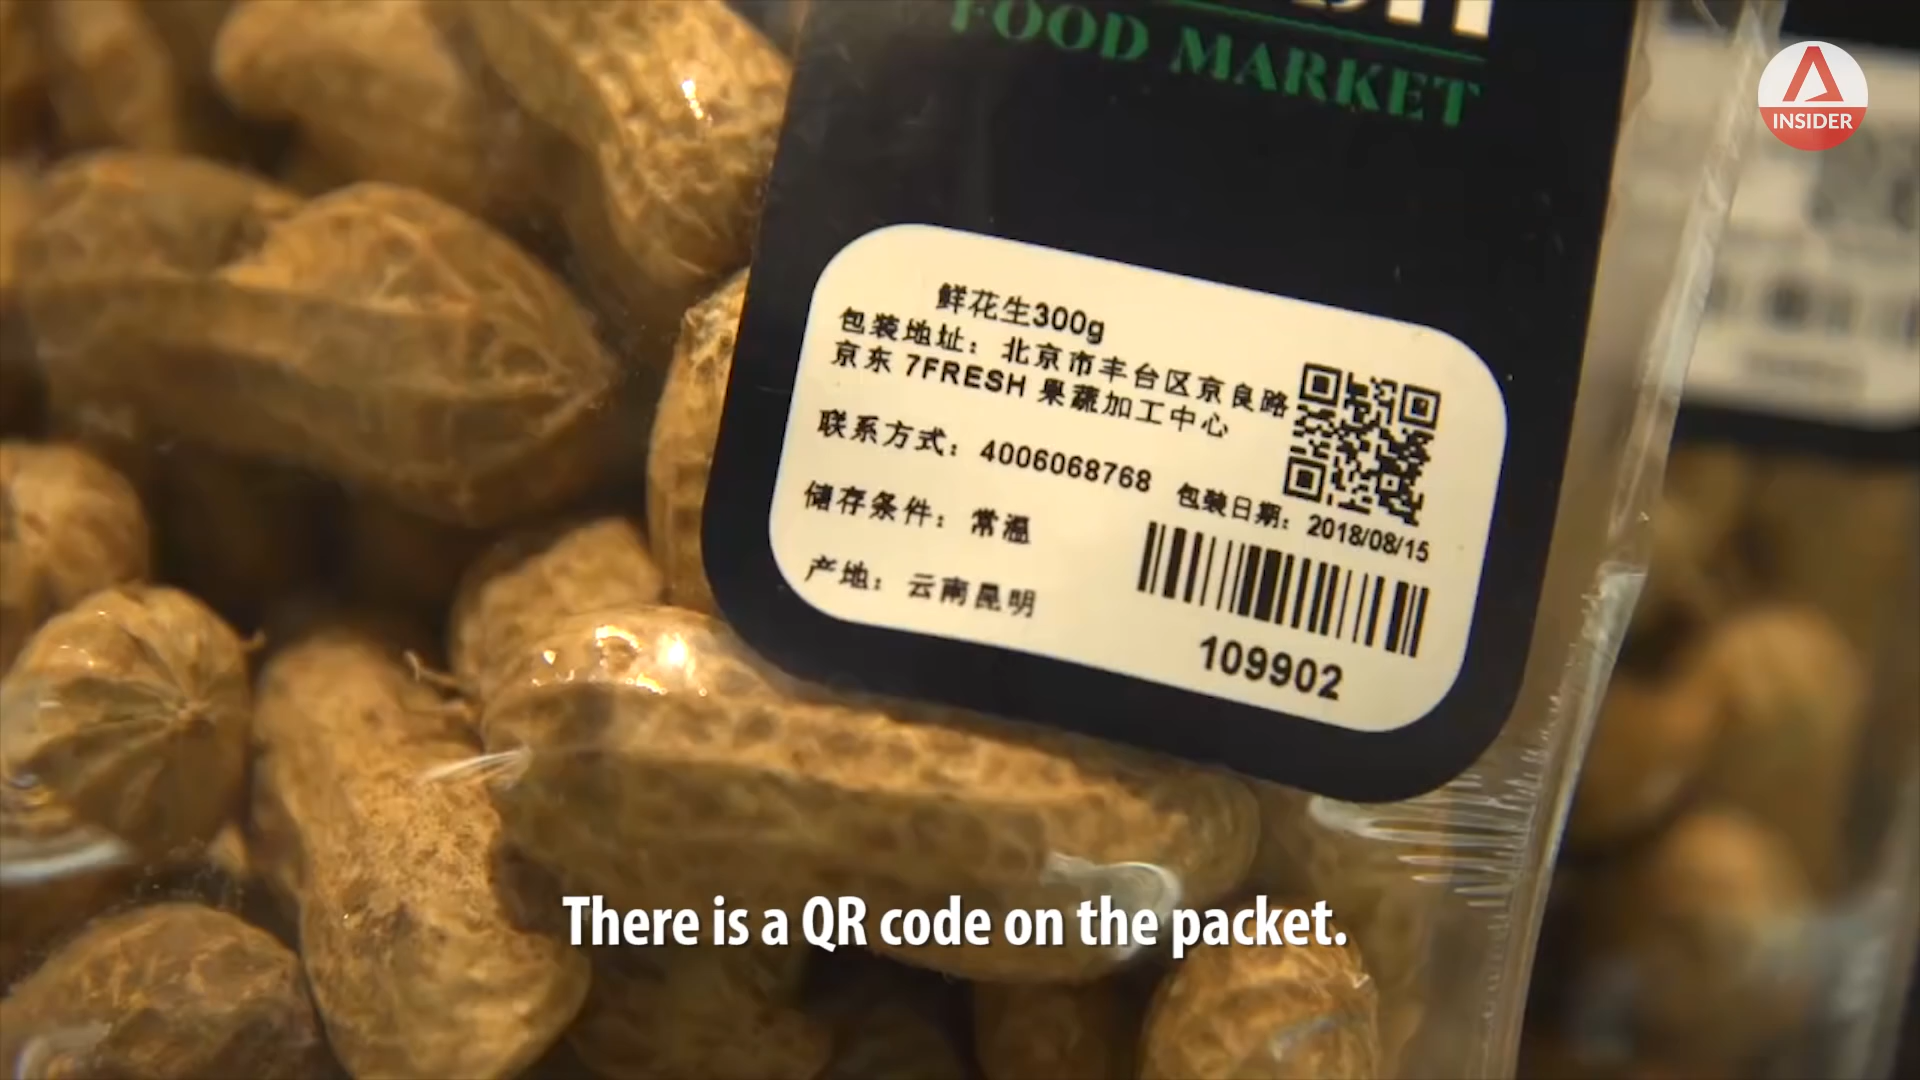 FOOD MARKET
INSIDER
鲜花生300g
包装地址：北京市丰台区京良路
京东 7FRESH 果蔬加工中心
联系方式：4006068768
包装日期：2018/08/15
储存条件：常温
产地：云南昆明
109902
There is a QR code on the packet.